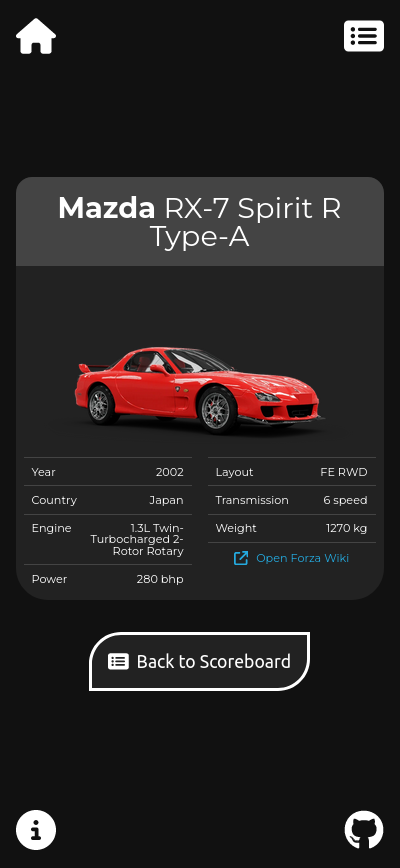 Mazda RX-7 Spirit R
Type-A
Year 2002
Country Japan
Engine 1.3L Twin-
Turbocharged 2-
Rotor Rotary
Power 280 bhp
Layout FE RWD
Transmission 6 speed
Weight 1270 kg
Open Forza Wiki
Back to Scoreboard